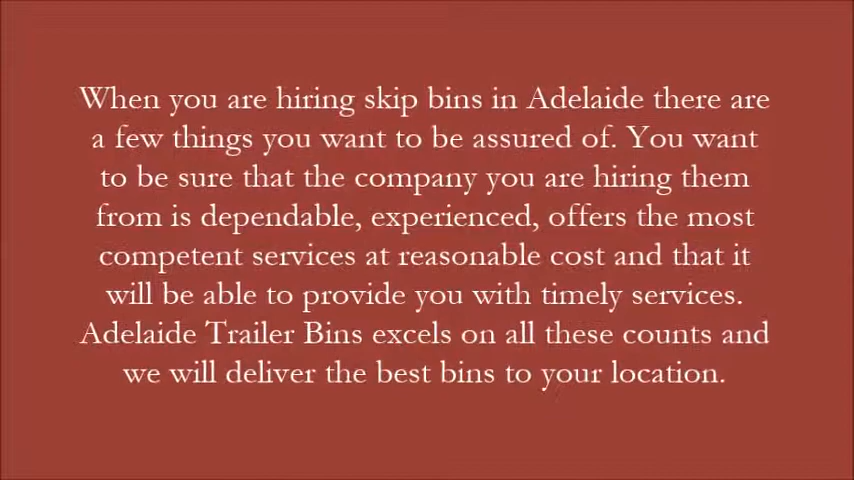 When you are hiring skip bins in Adelaide there are
a few things you want to be assured of. You want
to be sure that the company you are hiring them
from is dependable, experienced, offers the most
competent services at reasonable cost and that it
will be able to provide you with timely services.
Adelaide Trailer Bins excels on all these counts and
we will deliver the best bins to your location.